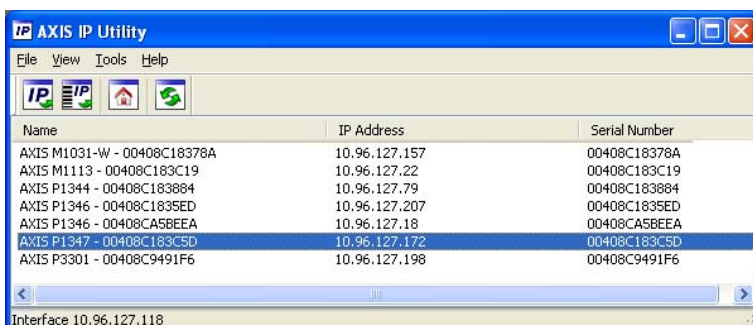 IP AXIS IP Utility
File View Tools Help
IP IP
Name IP Address Serial Number
AXIS M1031-W - 00408C18378A 10.96.127.157 00408C18378A
AXIS M1113 - 00408C183C19 10.96.127.22 00408C183C19
AXIS P1344 - 00408C183884 10.96.127.79 00408C183884
AXIS P1346 - 00408C1835ED 10.96.127.207 00408C1835ED
AXIS P1346 - 00408CA5BEEA 10.96.127.18 00408CA5BEEA
AXIS P1347 - 00408C183C5D 10.96.127.172 00408C183C5D
AXIS P3301 - 00408C9491F6 10.96.127.198 00408C9491F6
Interface 10.96.127.118